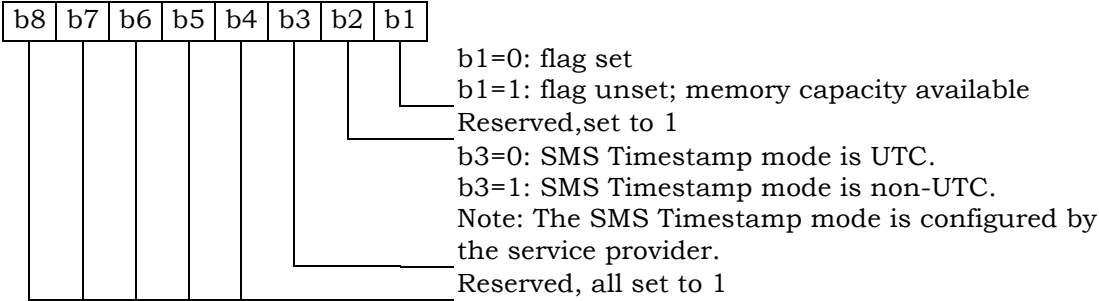 b8 b7 b6 b5 b4 b3 b2 b1
b1=0: flag set
b1=1: flag unset; memory capacity available
Reserved,set to 1
b3=0: SMS Timestamp mode is UTC.
b3=1: SMS Timestamp mode is non-UTC.
Note: The SMS Timestamp mode is configured by
the service provider.
Reserved, all set to 1